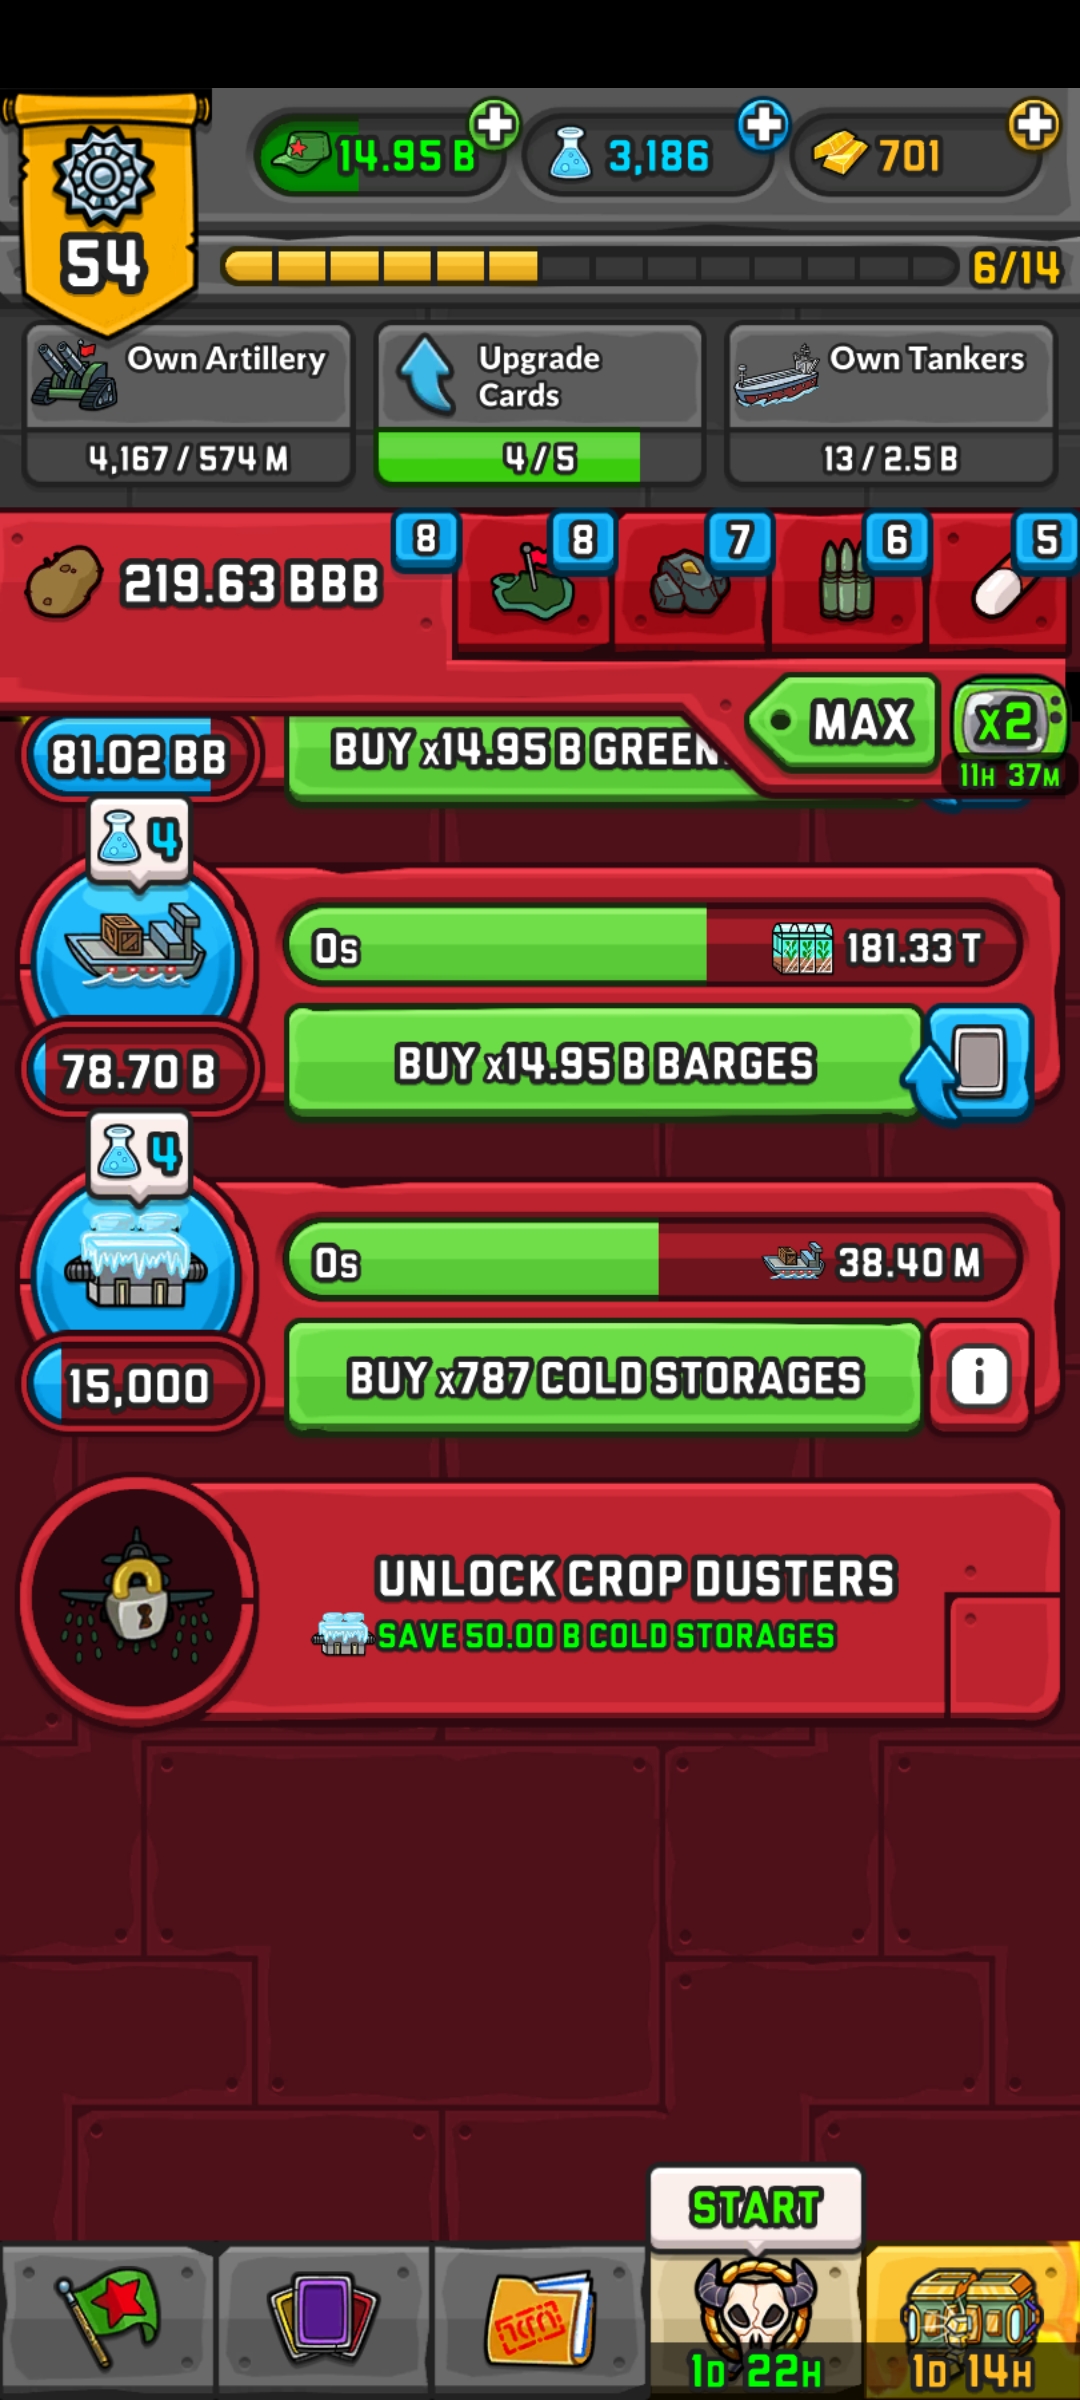 14.95 B
3,186
701
54
6/14
Own Artillery
4,167 / 574 M
Upgrade
Cards
4 / 5
Own Tankers
13 / 2.5 B
219.63 BBB
8
8
7
6
5
MAX
x2
11H 37M
81.02 BB
BUY x14.95 B GREEN
4
0s
181.33 T
78.70 B
BUY x14.95 B BARGES
4
0s
38.40 M
15,000
BUY x787 COLD STORAGES
i
UNLOCK CROP DUSTERS
SAVE 50.00 B COLD STORAGES
START
1D 22H
1D 14H